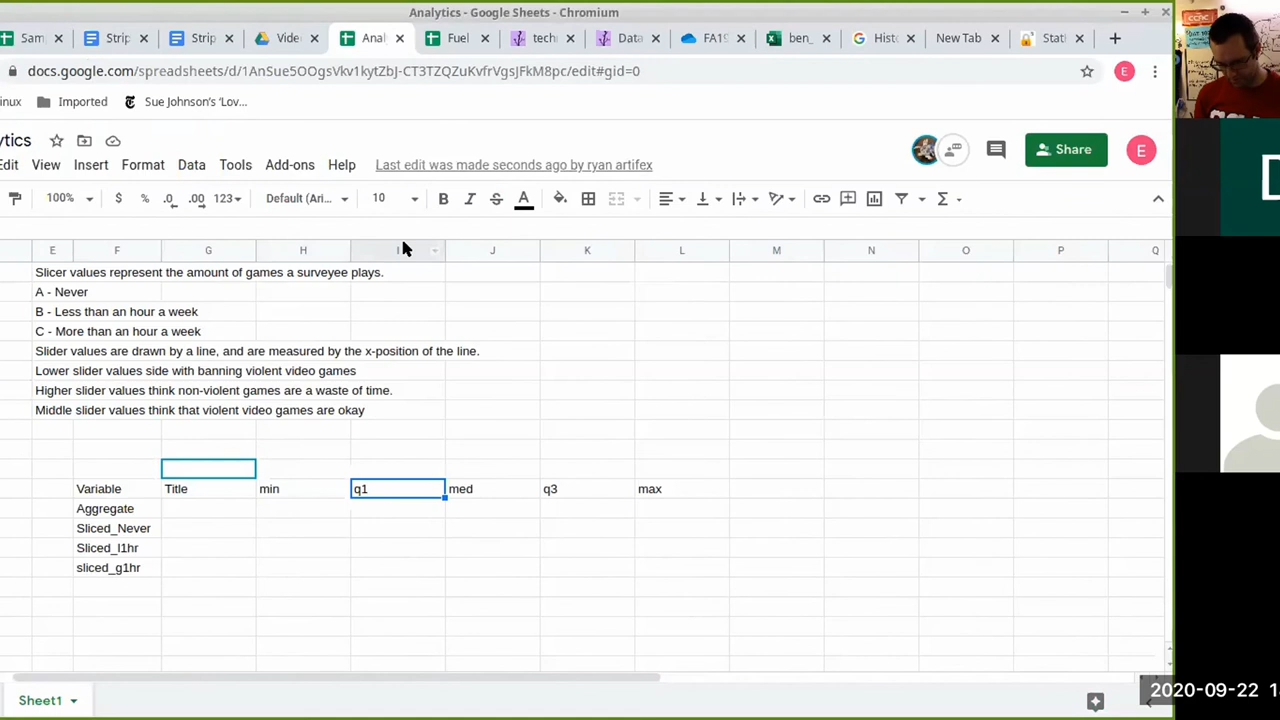 Analytics - Google Sheets - Chromium
Sam
Strip
Strip
Vide
Anal
Fuel
tech
Data
FA19
ben_
Hist
New Tab
Stati
docs.google.com/spreadsheets/d/1AnSue5OOgsVkv1kytZbJ-CT3TZQZuKvfrVgsJFkM8pc/edit#gid=0
E
inux
Imported
Sue Johnson's 'Lov...
ytics
Share
E
Edit View Insert Format Data Tools Add-ons Help Last edit was made seconds ago by ryan artifex
100% $ % .0 .00 123 Default (Ari... 10 B I S A
E F G H I J K L M N O P Q
Slicer values represent the amount of games a surveyee plays.
A - Never
B - Less than an hour a week
C - More than an hour a week
Slider values are drawn by a line, and are measured by the x-position of the line.
Lower slider values side with banning violent video games
Higher slider values think non-violent games are a waste of time.
Middle slider values think that violent video games are okay
Variable Title min q1 med q3 max
Aggregate
Sliced_Never
Sliced_l1hr
sliced_g1hr
Sheet1
2020-09-22